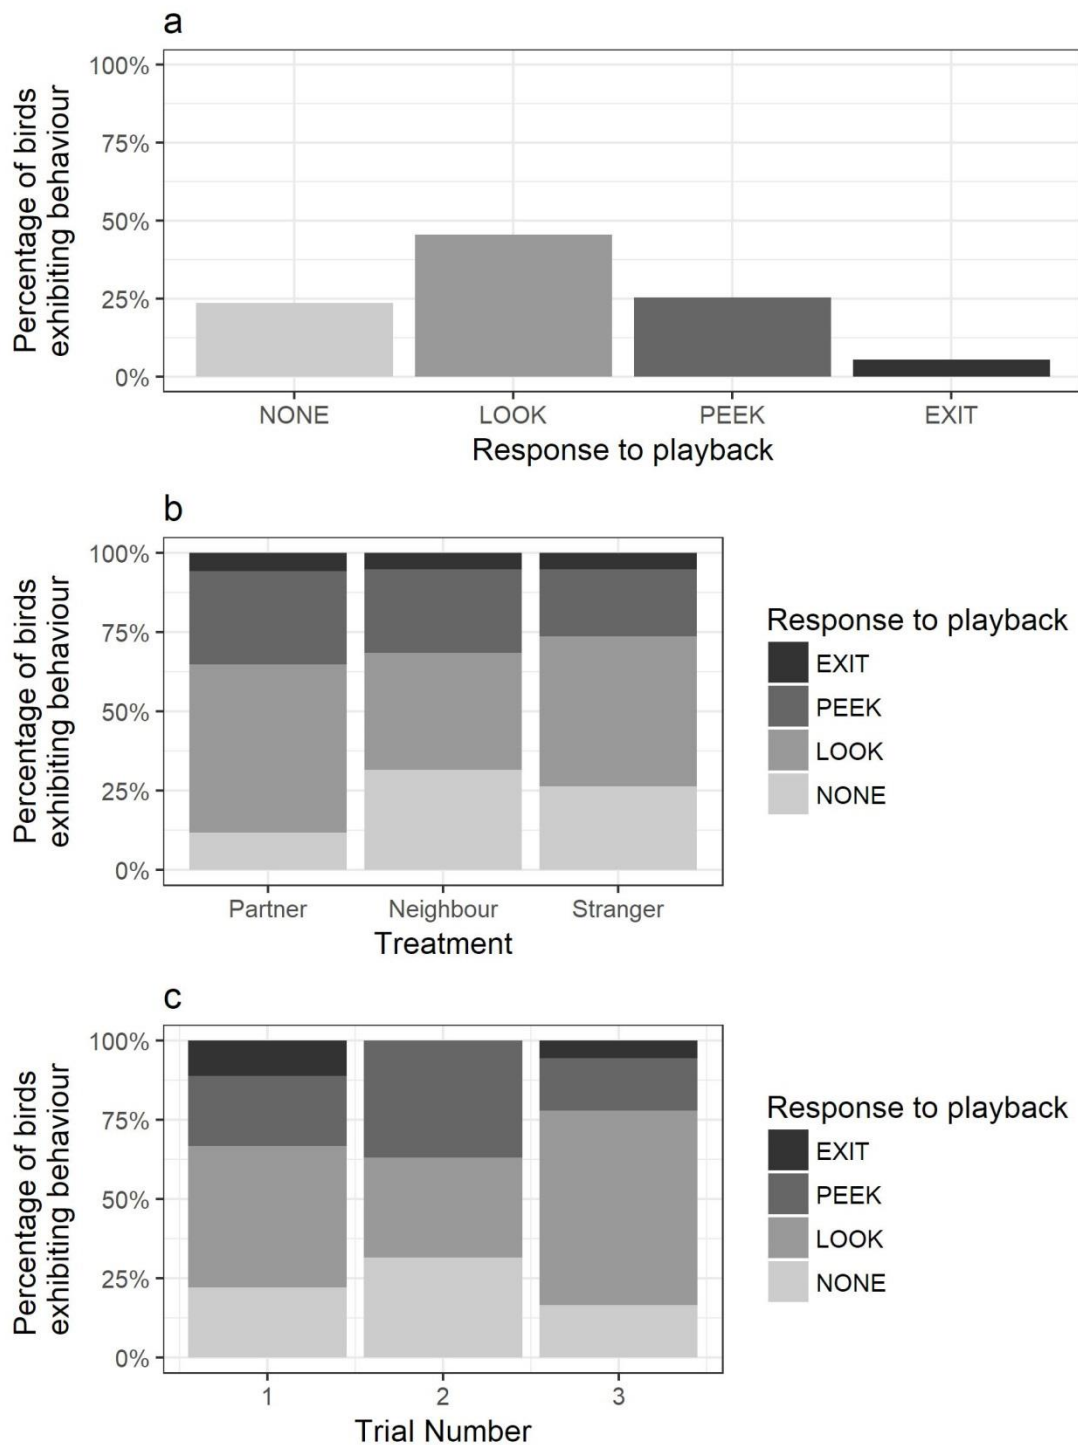 a
Percentage of birds
exhibiting behaviour
100%
75%
50%
25%
0%
NONE LOOK PEEK EXIT
Response to playback
b
Percentage of birds
exhibiting behaviour
100%
75%
50%
25%
0%
Partner Neighbour Stranger
Treatment
Response to playback
EXIT
PEEK
LOOK
NONE
c
Percentage of birds
exhibiting behaviour
100%
75%
50%
25%
0%
1 2 3
Trial Number
Response to playback
EXIT
PEEK
LOOK
NONE